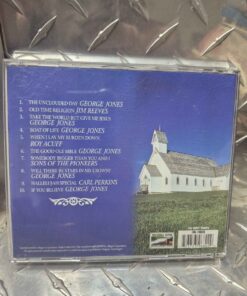 1. THE UNCLOUDED DAY GEORGE JONES
2. OLD TIME RELIGION JIM REEVES
3. TAKE THE WORLD BUT GIVE ME JESUS
GEORGE JONES
4. BOAT OF LIFE GEORGE JONES
5. WHEN I LAY MY BURDEN DOWN
ROY ACUFF
6. THE GOOD OLE BIBLE GEORGE JONES
7. SOMEBODY BIGGER THAN YOU AND I
SONS OF THE PIONEERS
8. WILL THERE BE STARS IN MY CROWN?
GEORGE JONES
9. HALLELUJAH SPECIAL CARL PERKINS
10. IF YOU BELIEVE GEORGE JONES